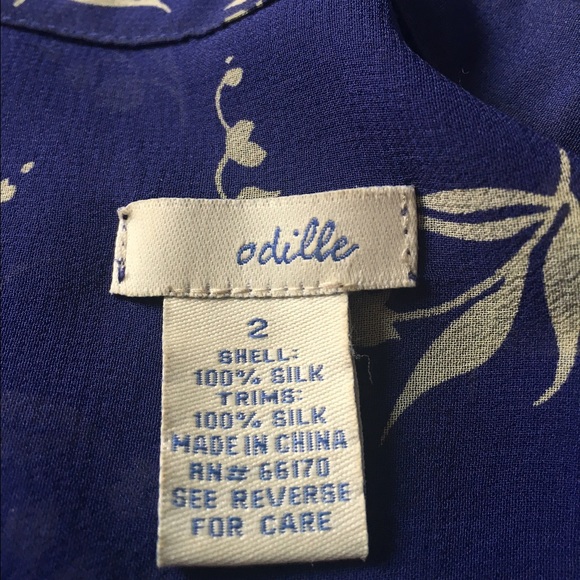 odille
2
SHELL:
100% SILK
TRIMS:
100% SILK
MADE IN CHINA
RN# 66170
SEE REVERSE
FOR CARE